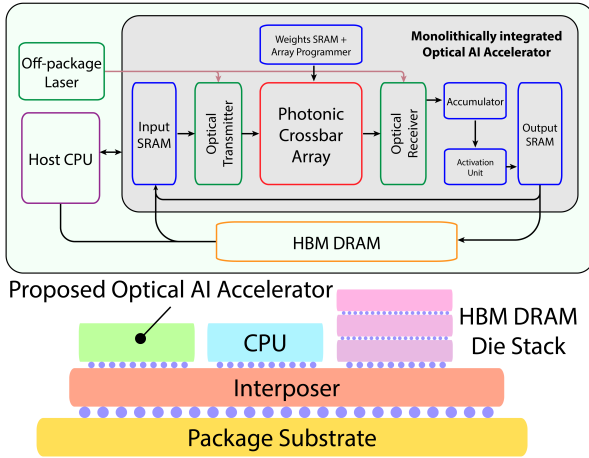 Monolithically integrated
Optical AI Accelerator
Weights SRAM +
Array Programmer
Off-package
Laser
Host CPU
Input
SRAM
Optical
Transmitter
Photonic
Crossbar
Array
Optical
Receiver
Accumulator
Activation
Unit
Output
SRAM
HBM DRAM
Proposed Optical AI Accelerator
CPU
HBM DRAM
Die Stack
Interposer
Package Substrate